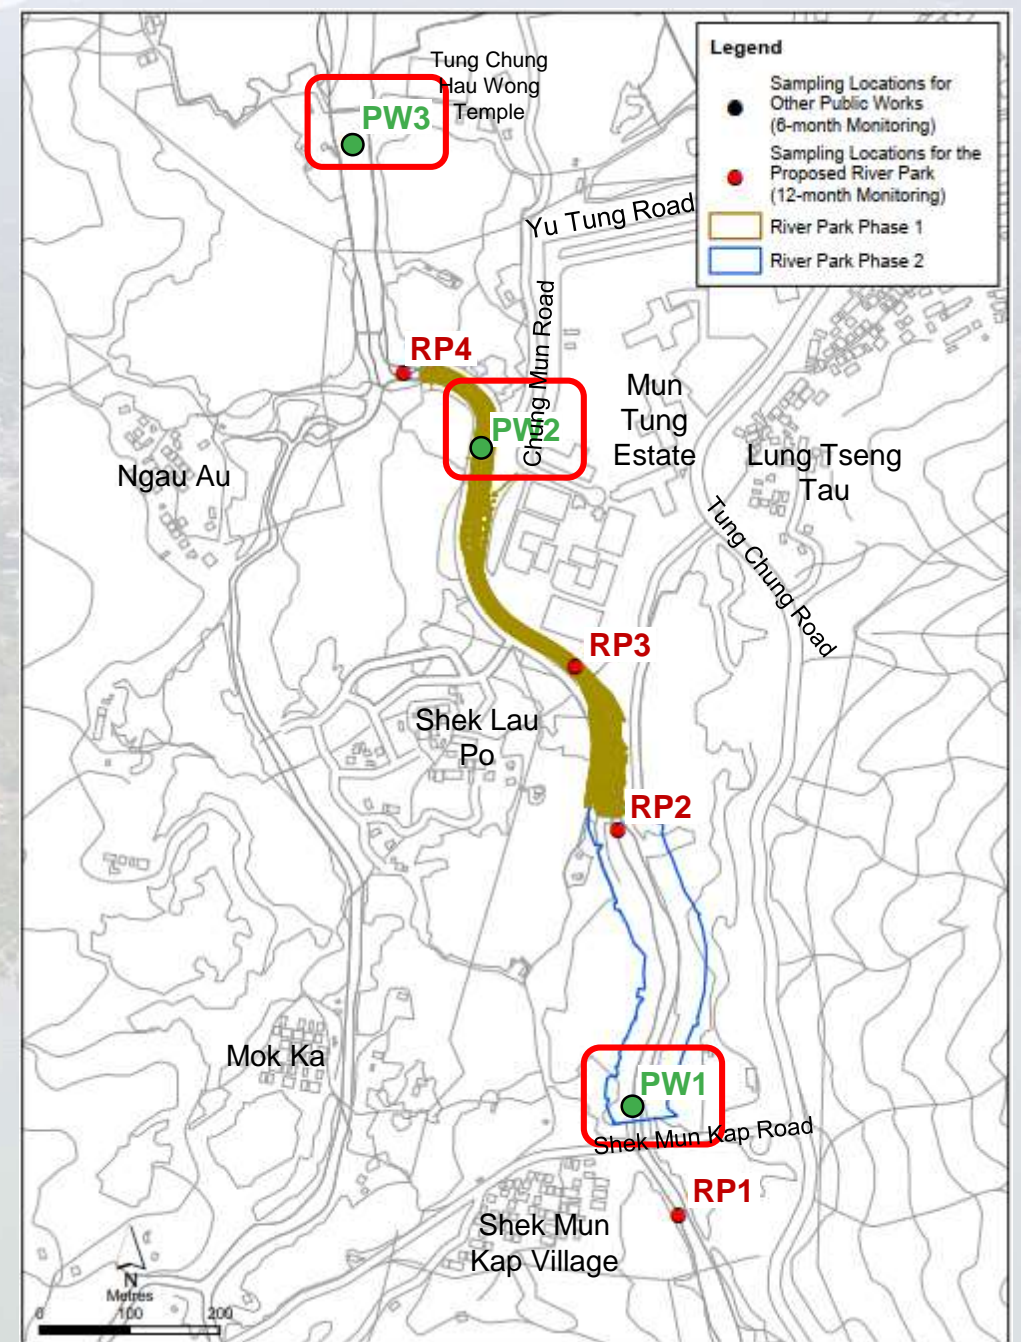 Tung Chung
Hau Wong
Temple
PW3
Legend
Sampling Locations for
Other Public Works
(6-month Monitoring)
Sampling Locations for the
Proposed River Park
(12-month Monitoring)
River Park Phase 1
River Park Phase 2
Yu Tung Road
Chung Mun Road
RP4
PW2
Mun
Tung
Estate
Ngau Au
Lung Tseng
Tau
Tung Chung Road
RP3
Shek Lau
Po
RP2
Mok Ka
PW1
Shek Mun Kap Road
RP1
Shek Mun
Kap Village
N
Metres
0 100 200